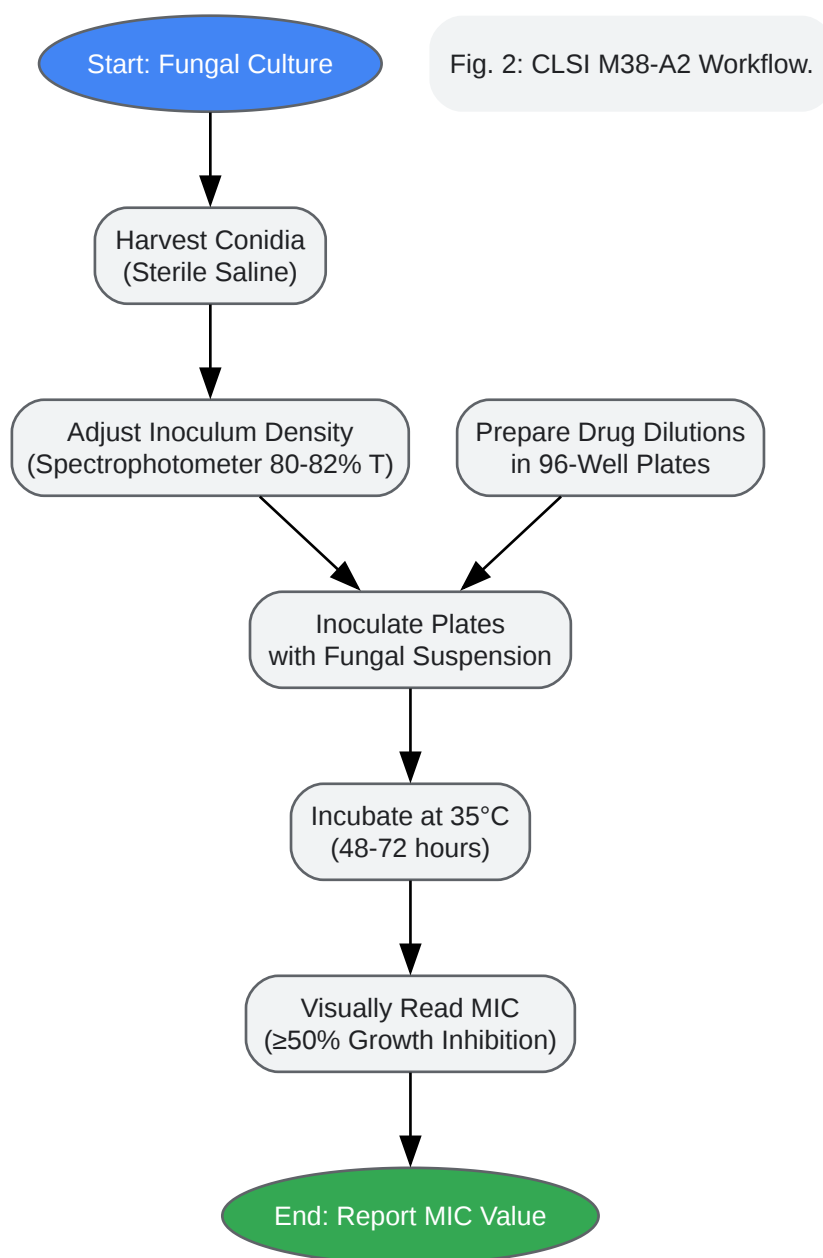 Start: Fungal Culture
Fig. 2: CLSI M38-A2 Workflow.
Harvest Conidia
(Sterile Saline)
Adjust Inoculum Density
(Spectrophotometer 80-82% T)
Prepare Drug Dilutions
in 96-Well Plates
Inoculate Plates
with Fungal Suspension
Incubate at 35°C
(48-72 hours)
Visually Read MIC
(≥50% Growth Inhibition)
End: Report MIC Value